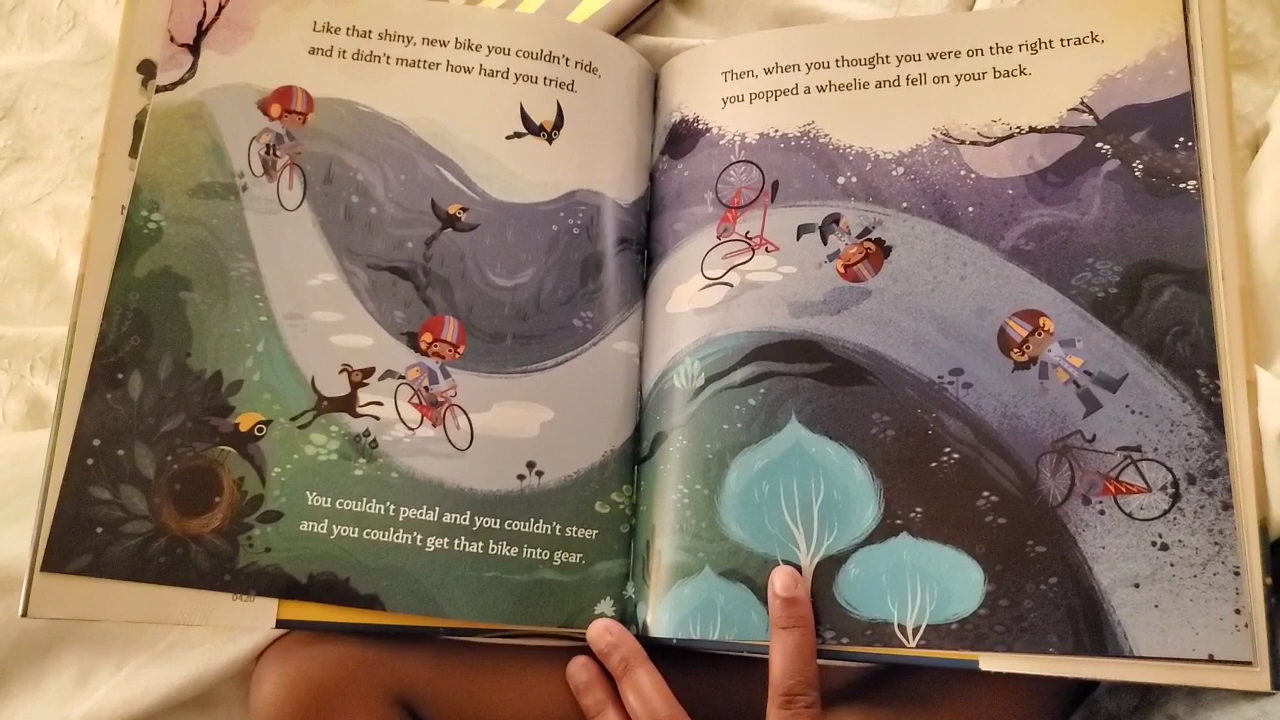 Like that shiny, new bike you couldn't ride,
and it didn't matter how hard you tried.
You couldn't pedal and you couldn't steer
and you couldn't get that bike into gear.
Then, when you thought you were on the right track,
you popped a wheelie and fell on your back.